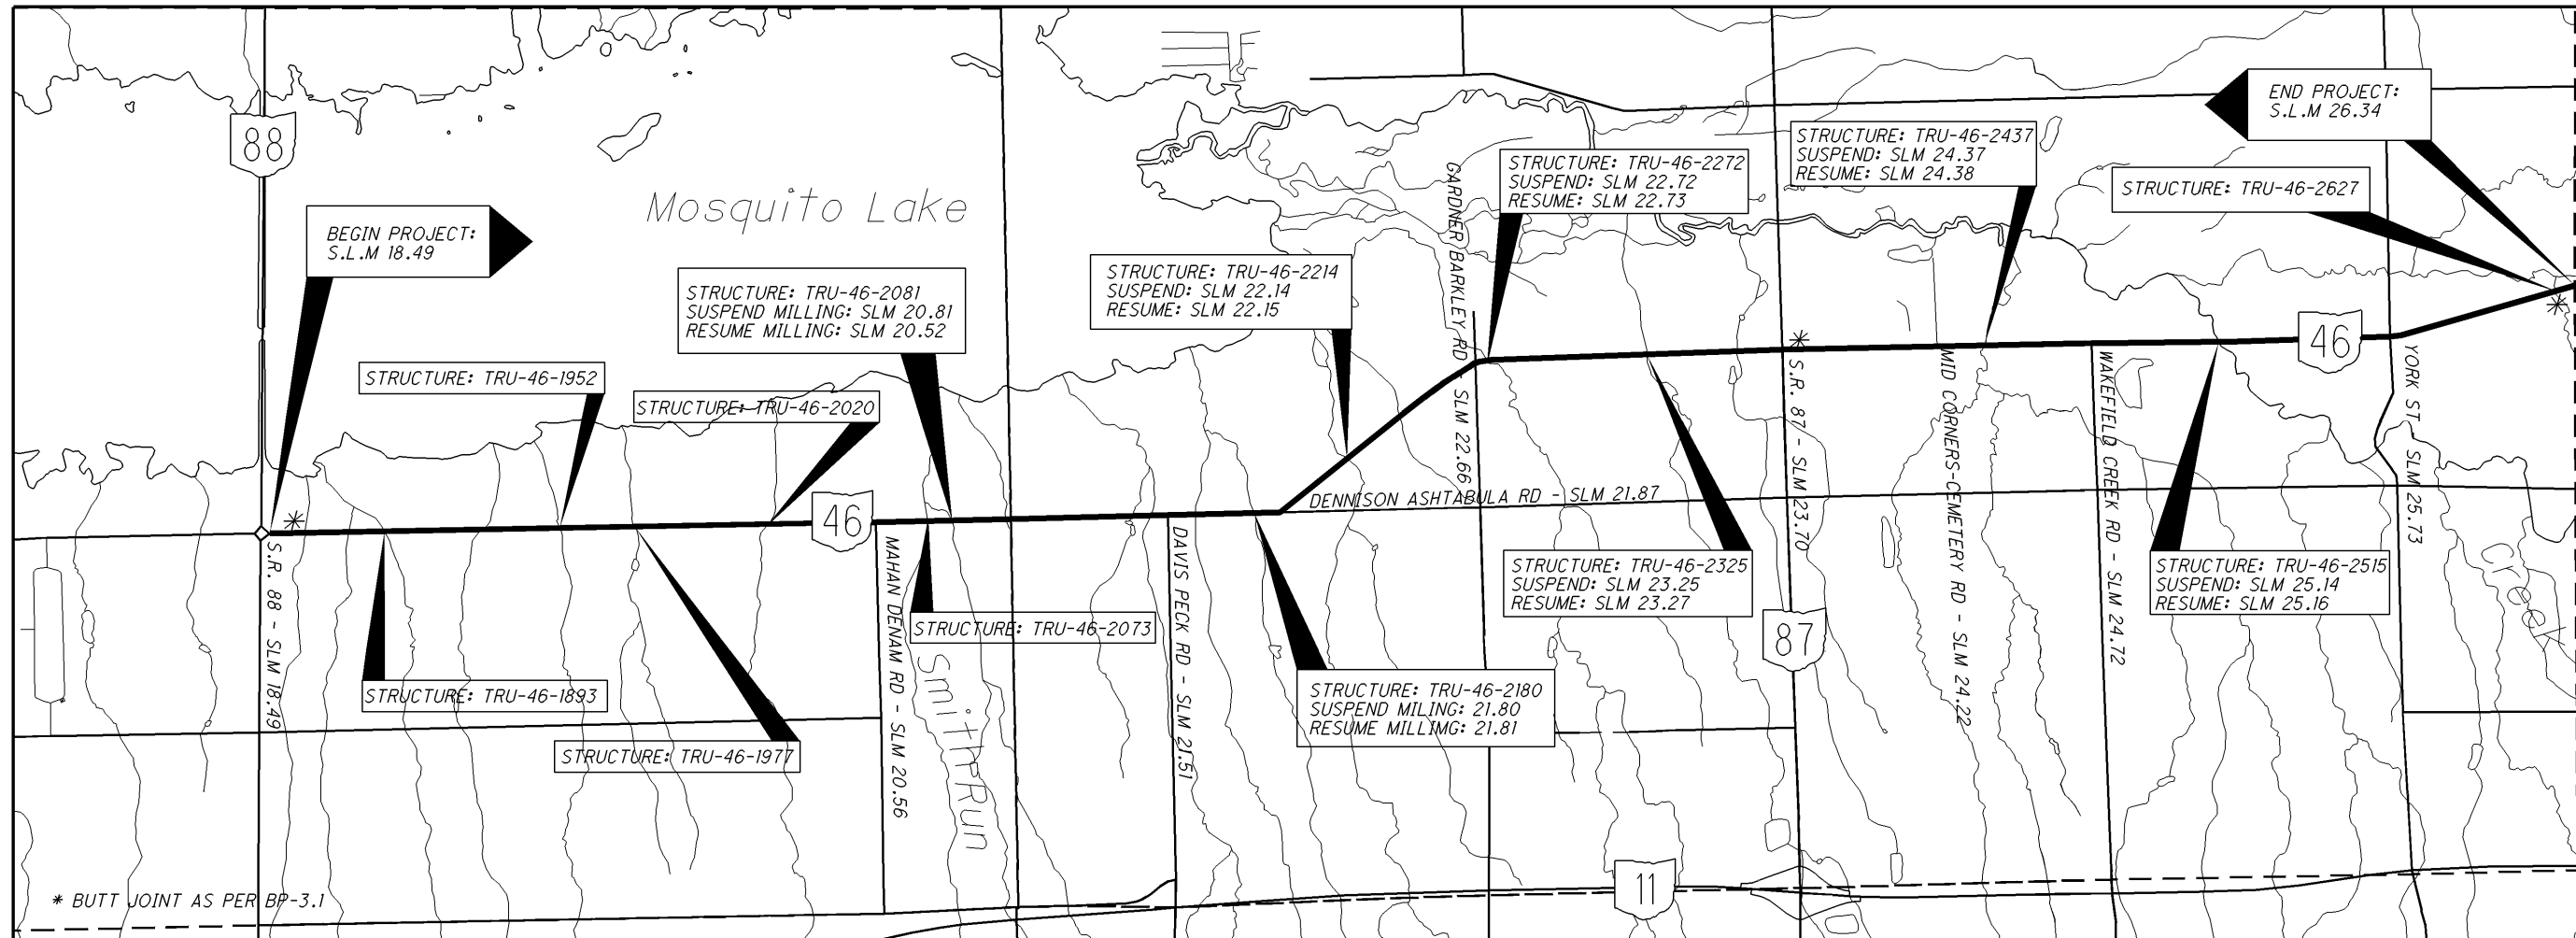 88
END PROJECT:
S.L.M 26.34
STRUCTURE: TRU-46-2437
SUSPEND: SLM 24.37
RESUME: SLM 24.38
STRUCTURE: TRU-46-2272
SUSPEND: SLM 22.72
RESUME: SLM 22.73
STRUCTURE: TRU-46-2627
Mosquito Lake
BEGIN PROJECT:
S.L.M 18.49
STRUCTURE: TRU-46-2214
SUSPEND: SLM 22.14
RESUME: SLM 22.15
STRUCTURE: TRU-46-2081
SUSPEND MILLING: SLM 20.81
RESUME MILLING: SLM 20.52
GARDNER BARKLEY RD - SLM 22.66
STRUCTURE: TRU-46-1952
STRUCTURE: TRU-46-2020
*
*
*
46
46
DENNISON ASHTABULA RD - SLM 21.87
S.R. 88 - SLM 18.49
MAHAN DENAM RD - SLM 20.56
DAVIS PECK RD - SLM 21.51
S.R. 87 - SLM 23.70
MID CORNERS-CEMETERY RD - SLM 24.22
WAKEFIELD CREEK RD - SLM 24.72
YORK ST - SLM 25.73
STRUCTURE: TRU-46-2325
SUSPEND: SLM 23.25
RESUME: SLM 23.27
STRUCTURE: TRU-46-2515
SUSPEND: SLM 25.14
RESUME: SLM 25.16
Creek
STRUCTURE: TRU-46-2073
87
Smith Run
STRUCTURE: TRU-46-1893
STRUCTURE: TRU-46-2180
SUSPEND MILING: 21.80
RESUME MILLIMG: 21.81
STRUCTURE: TRU-46-1977
11
* BUTT JOINT AS PER BP-3.1